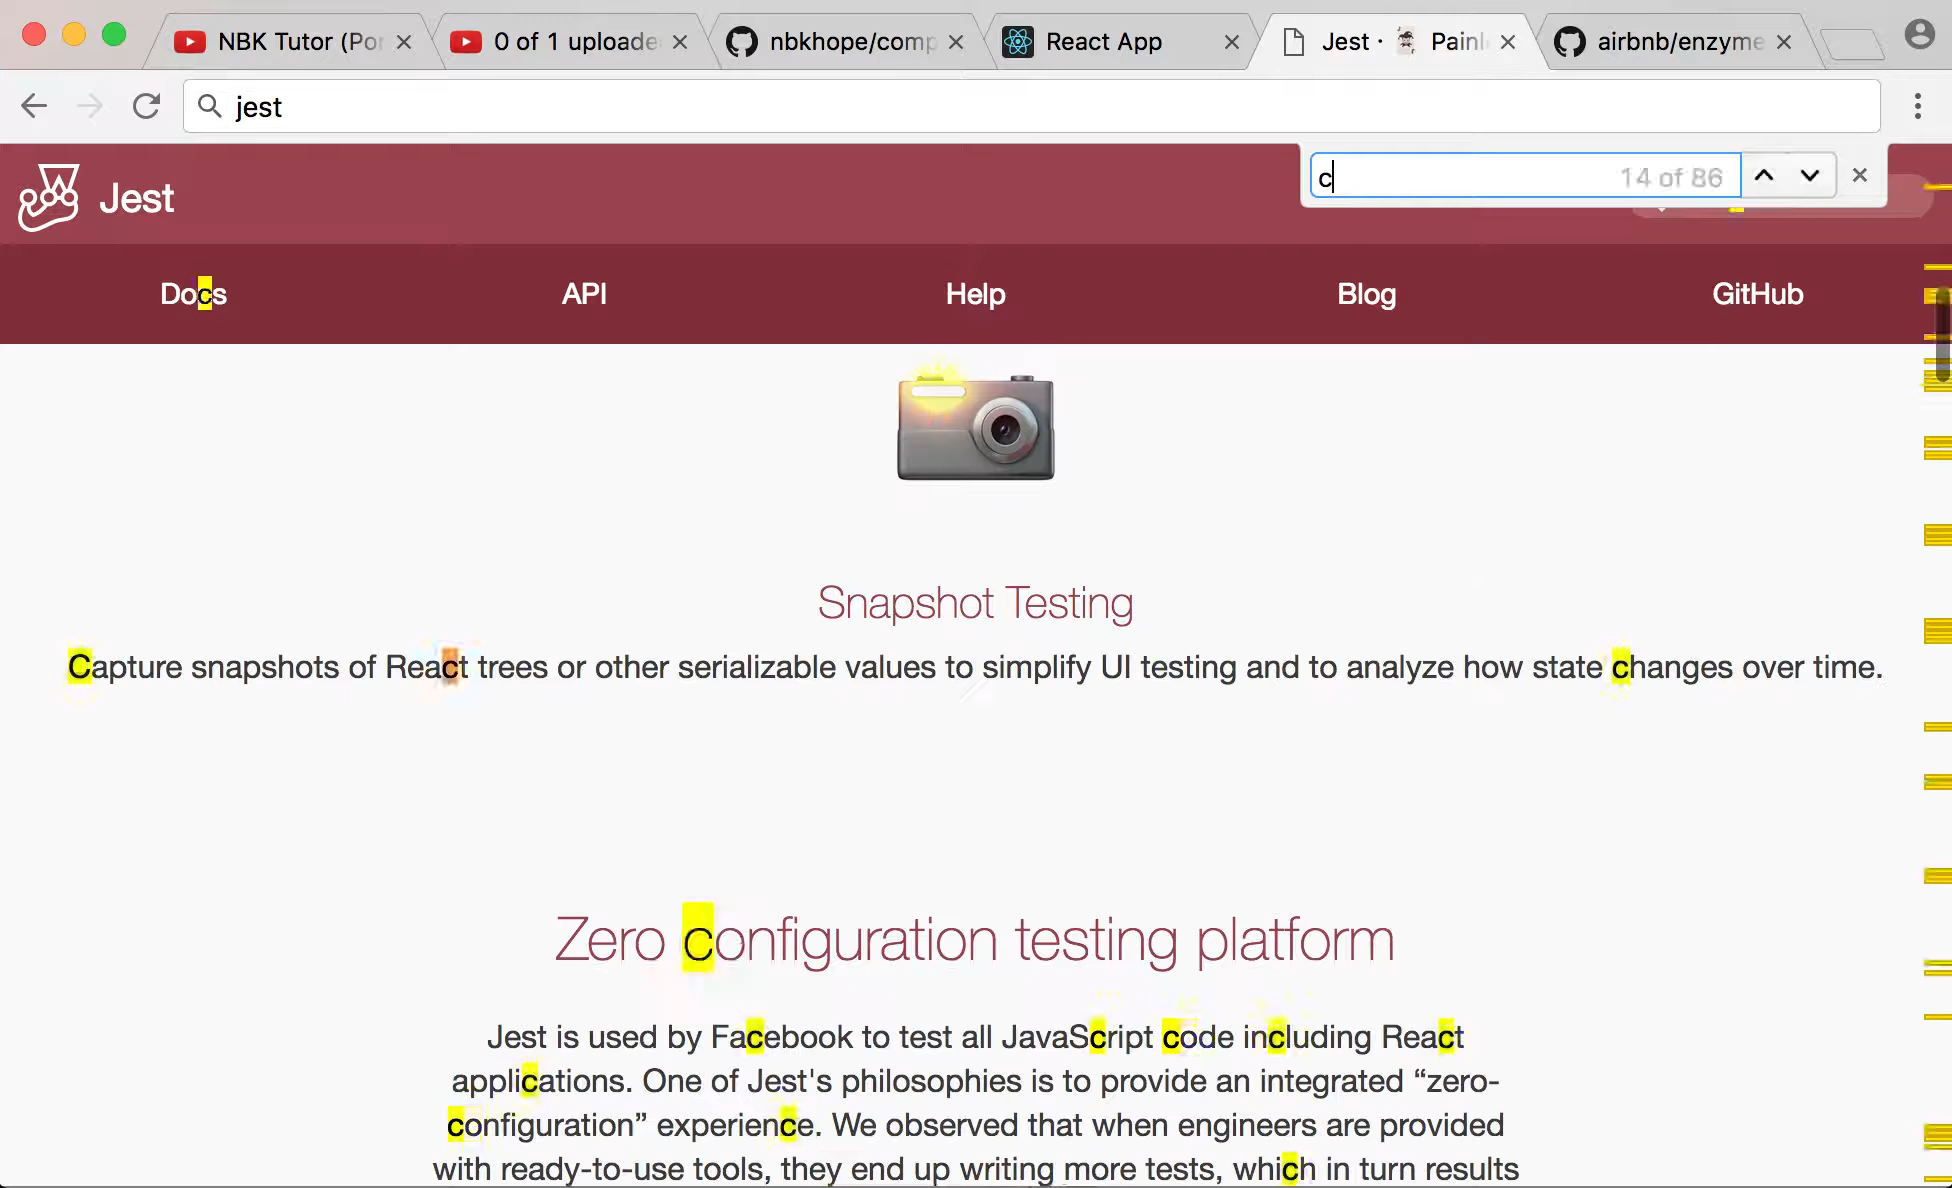 NBK Tutor (Por
0 of 1 uploade
nbkhope/comp
React App
Jest · Painl
airbnb/enzyme
jest
c
14 of 86
Jest
Docs
API
Help
Blog
GitHub
Snapshot Testing
Capture snapshots of React trees or other serializable values to simplify UI testing and to analyze how state changes over time.
Zero configuration testing platform
Jest is used by Facebook to test all JavaScript code including React
applications. One of Jest's philosophies is to provide an integrated “zero-
configuration” experience. We observed that when engineers are provided
with ready-to-use tools, they end up writing more tests, which in turn results